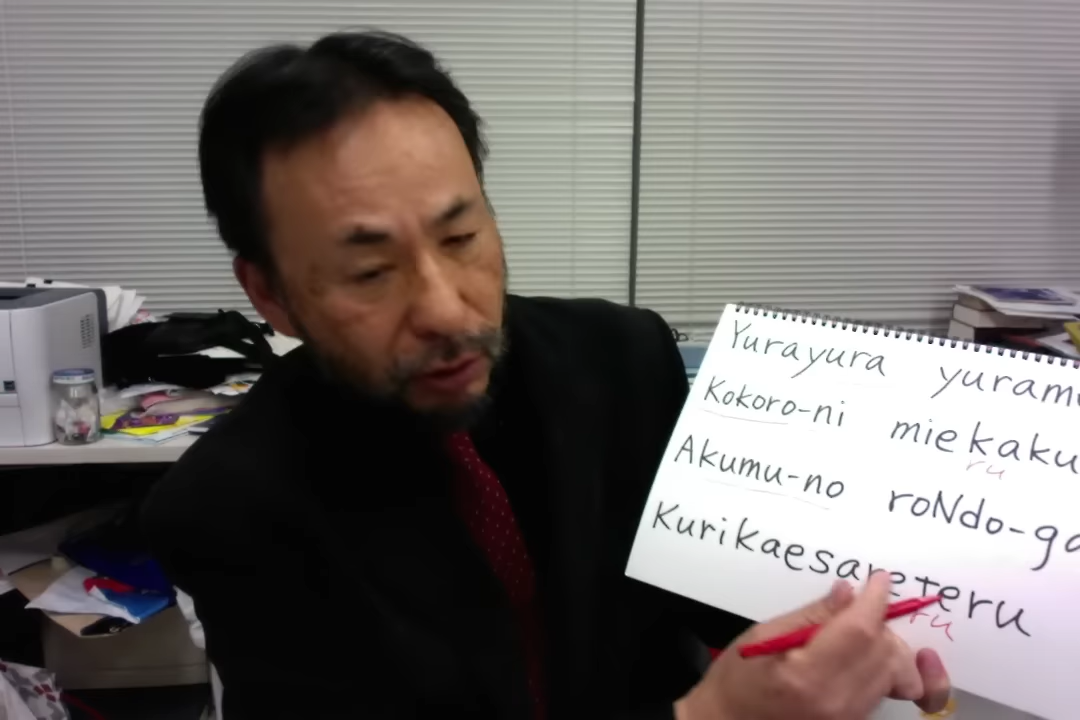 Yurayura yuram
Kokoro-ni miekaku
ru
Akumu-no roNdo-ga
Kurikaesareteru
ru